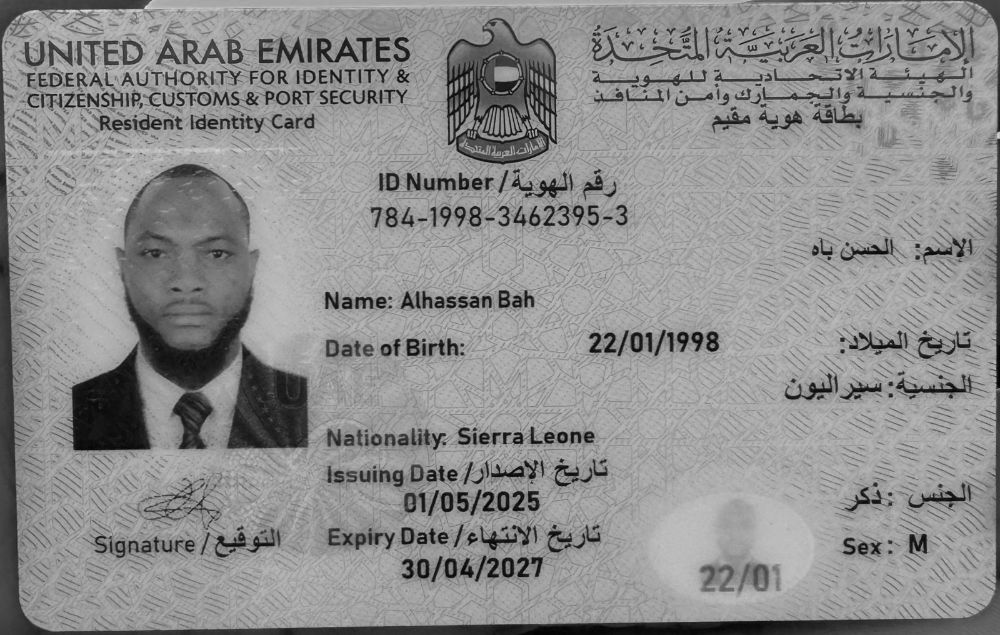 UNITED ARAB EMIRATES
FEDERAL AUTHORITY FOR IDENTITY &
CITIZENSHIP, CUSTOMS & PORT SECURITY
Resident Identity Card
الإمارات العربية المتحدة
الهيئة الاتحادية للهوية
والجنسية والجمارك وأمن المنافذ
بطاقة هوية مقيم
الإمارات العربية المتحدة
ID Number / رقم الهوية
784-1998-3462395-3
الإسم: الحسن باه
Name: Alhassan Bah
Date of Birth: 22/01/1998 تاريخ الميلاد:
الجنسية: سيراليون
Nationality: Sierra Leone
Issuing Date / تاريخ الإصدار
01/05/2025
الجنس: ذكر
Expiry Date / تاريخ الانتهاء
30/04/2027
Sex: M
Signature / التوقيع
22/01